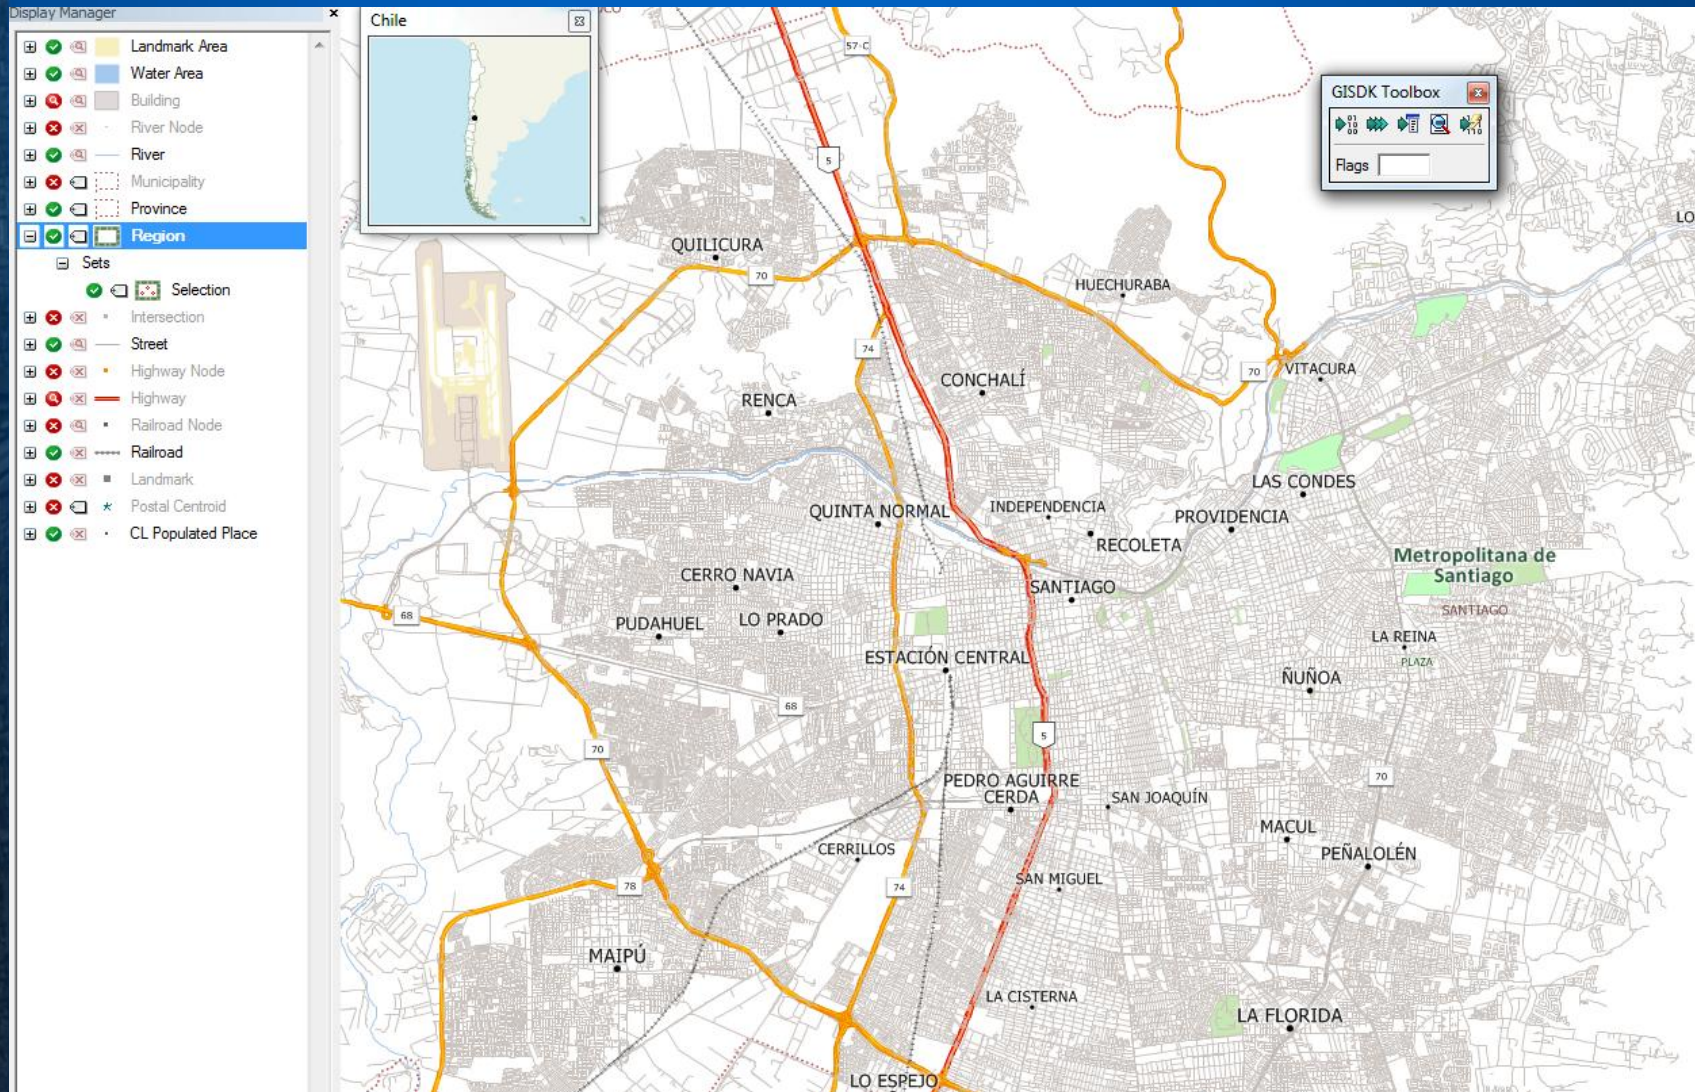 Display Manager
Landmark Area
Water Area
Building
River Node
River
Municipality
Province
Region
Sets
Selection
Intersection
Street
Highway Node
Highway
Railroad Node
Railroad
Landmark
Postal Centroid
CL Populated Place
Chile
GISDK Toolbox
Flags
57-C
5
LO
QUILICURA
70
HUECHURABA
74
CONCHALÍ
70
VITACURA
RENCA
LAS CONDES
QUINTA NORMAL
INDEPENDENCIA
PROVIDENCIA
RECOLETA
Metropolitana de
Santiago
CERRO NAVIA
SANTIAGO
SANTIAGO
68
PUDAHUEL
LO PRADO
LA REINA
PLAZA
ESTACIÓN CENTRAL
ÑUÑOA
68
5
70
70
PEDRO AGUIRRE
CERDA
SAN JOAQUÍN
MACUL
CERRILLOS
PEÑALOLÉN
78
74
SAN MIGUEL
MAIPÚ
LA CISTERNA
LA FLORIDA
LO ESPEJO